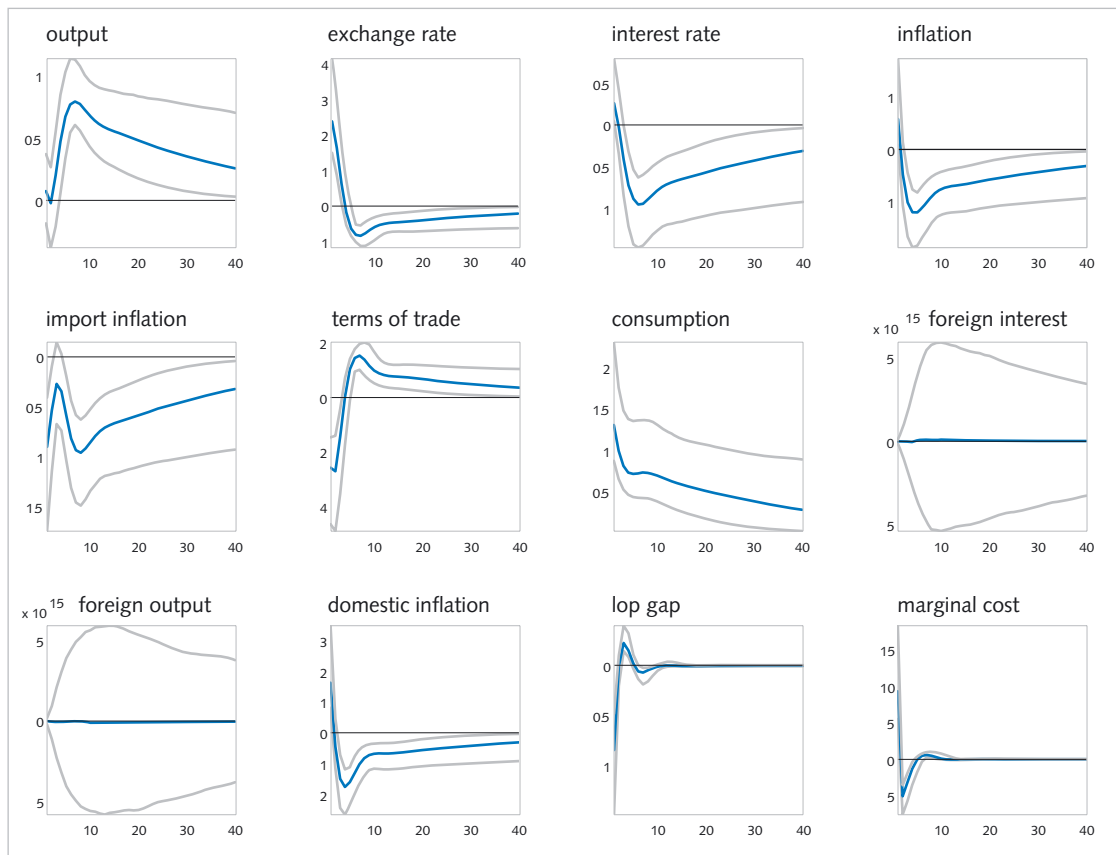 output
exchange rate
interest rate
inflation
1
05
0
10 20 30 40
4
3
2
1
0
1
10 20 30 40
05
0
05
1
10 20 30 40
1
0
1
10 20 30 40
import inflation
terms of trade
consumption
x 10 15 foreign interest
0
05
1
15
10 20 30 40
2
0
2
4
10 20 30 40
2
1.5
1
05
10 20 30 40
5
0
5
10 20 30 40
x 10 15 foreign output
domestic inflation
lop gap
marginal cost
5
0
5
10 20 30 40
3
2
1
0
1
2
10 20 30 40
0
05
1
10 20 30 40
15
10
5
0
5
10 20 30 40